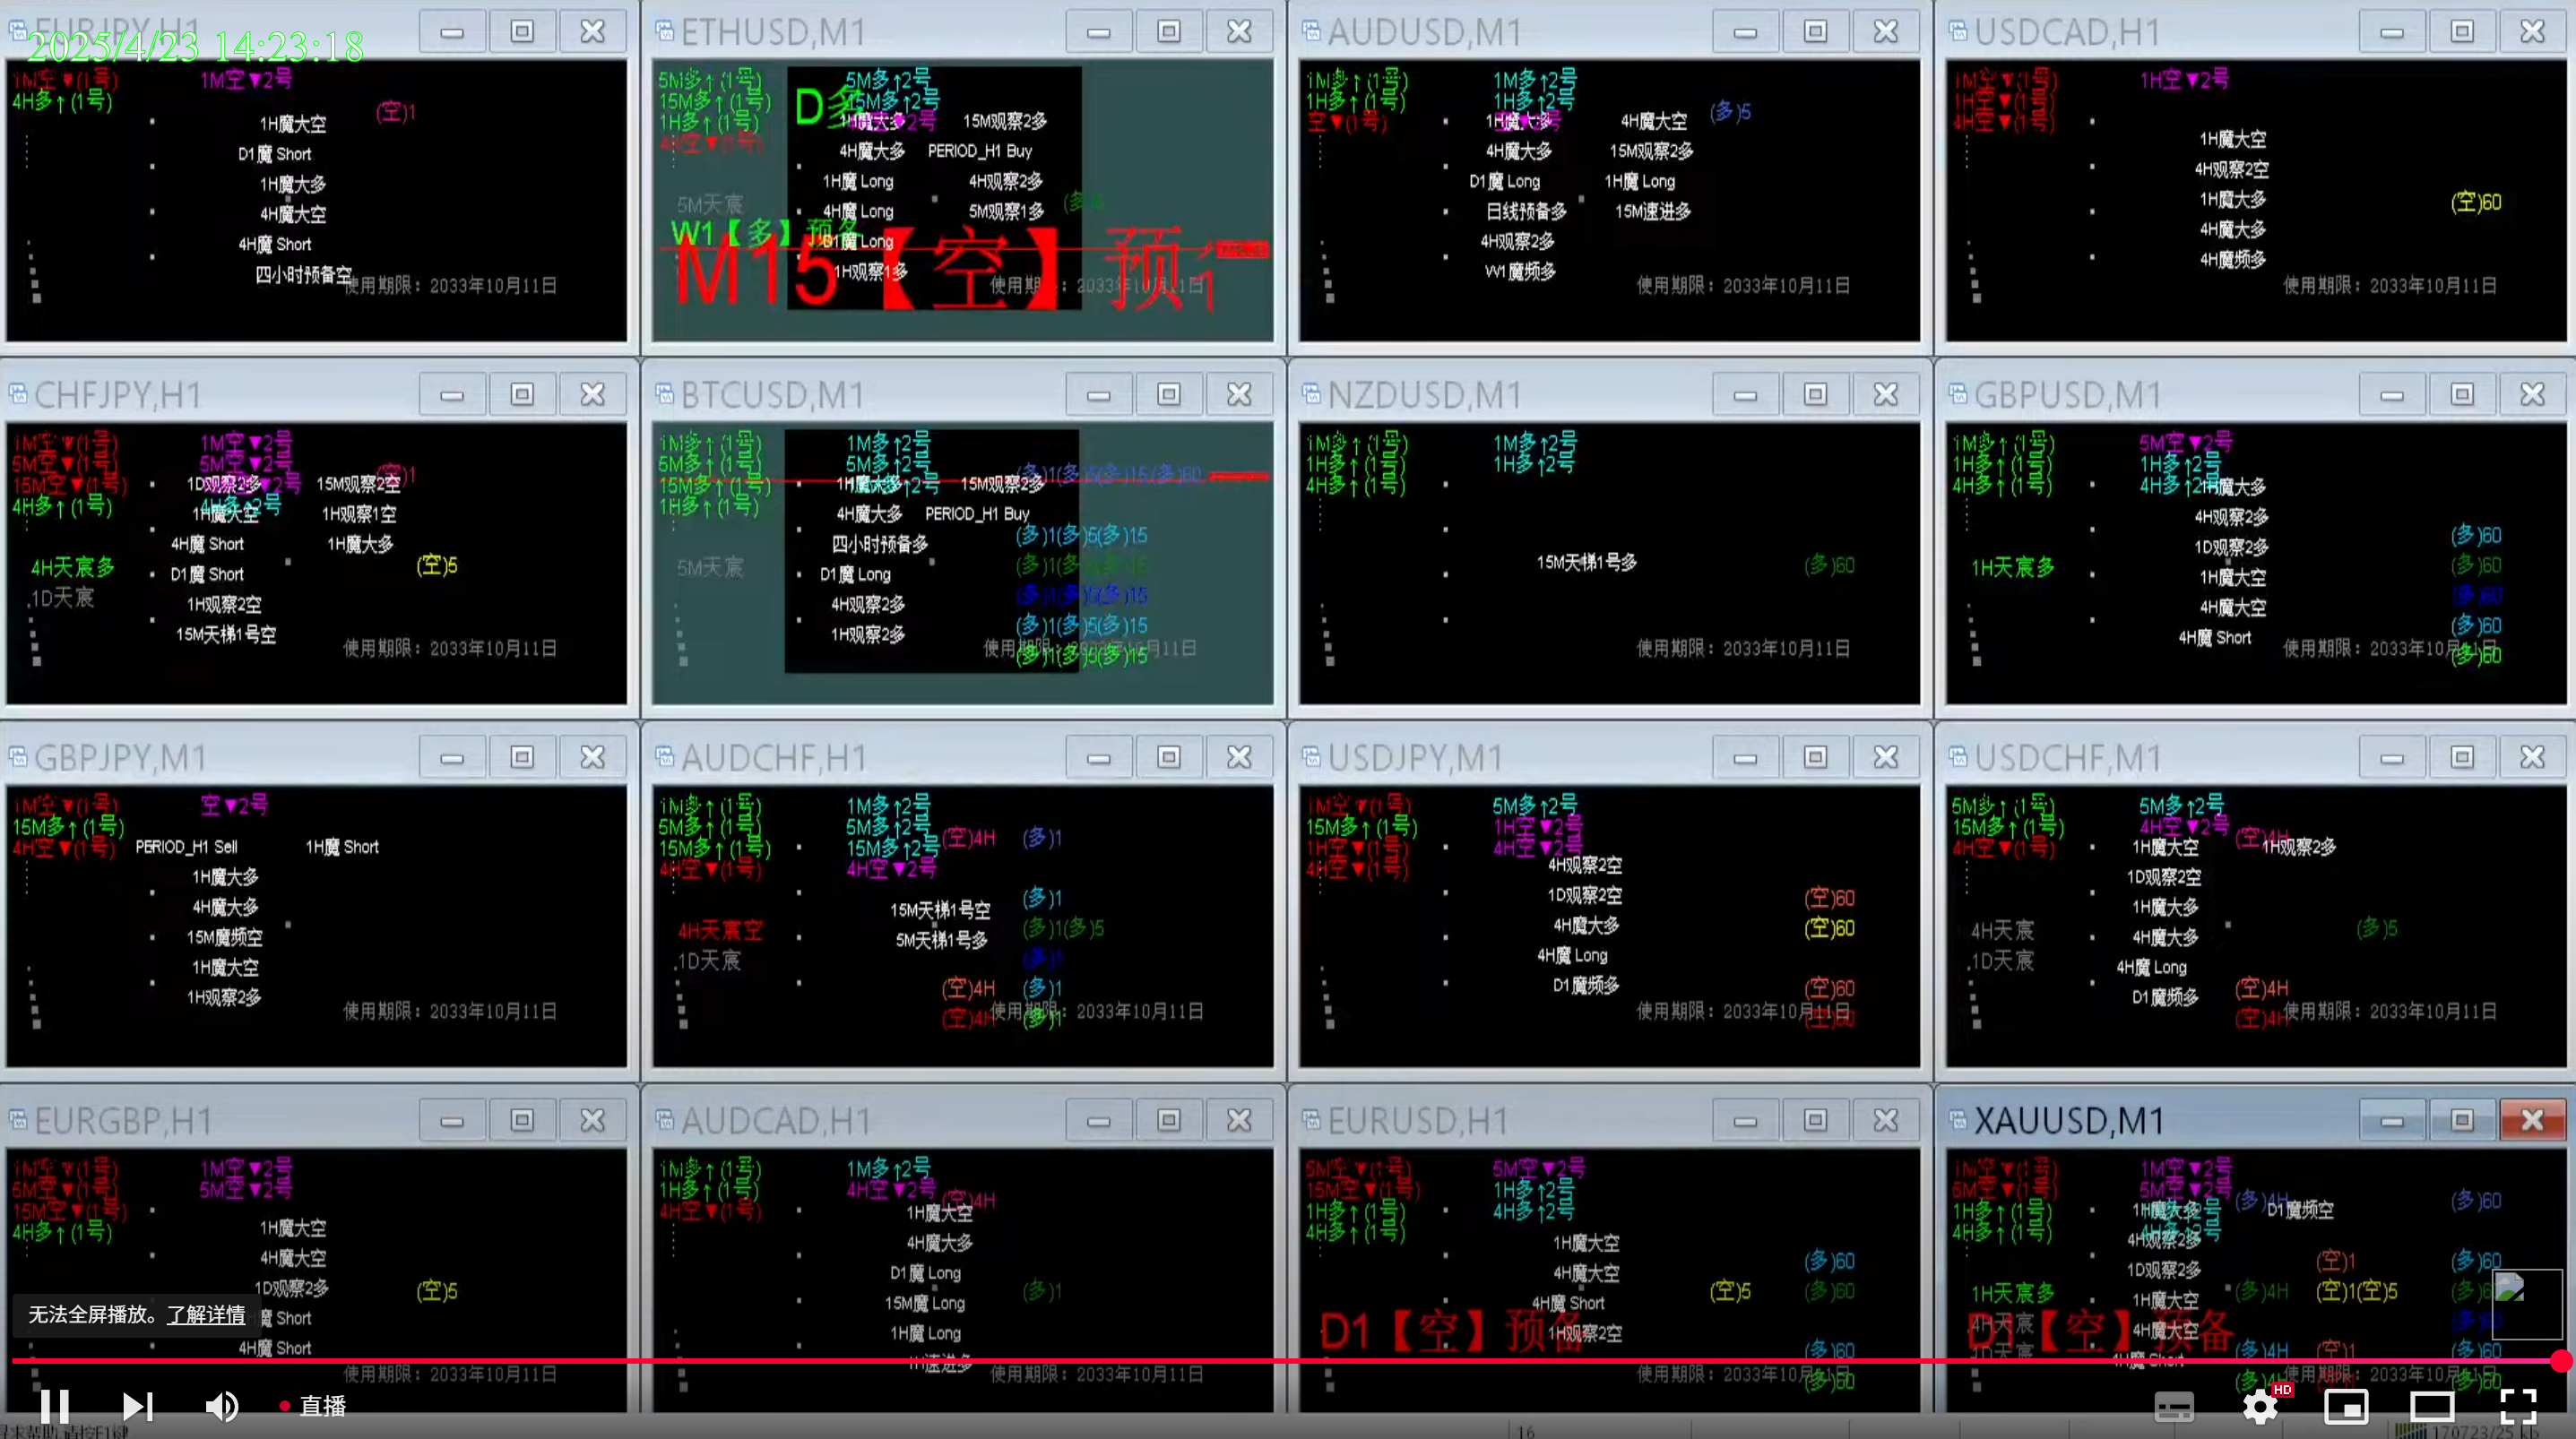 EURJPY,H1
2025/4/23 14:23:18
1M空▼(1号)
4H多↑(1号)
1M空▼2号
(空)1
1H魔大空
D1魔 Short
1H魔大多
4H魔大空
4H魔 Short
四小时预备空
使用期限：2033年10月11日
ETHUSD,M1
5M多↑(1号)
15M多↑(1号)
1H多↑(1号)
4H空▼(1号)
5M多↑2号
15M多↑2号
D多
1H魔大多
15M观察2多
4H魔大多
PERIOD_H1 Buy
1H魔 Long
4H观察2多
5M天宸
4H魔 Long
5M观察1多
W1【多】预备
D1魔 Long
M15【空】预
1H观察1多
AUDUSD,M1
1M多↑(1号)
1H多↑(1号)
空▼(1号)
1M多↑2号
1H多↑2号
(多)5
1H魔大多
4H魔大空
4H魔大多
15M观察2多
D1魔 Long
1H魔 Long
日线预备多
15M速进多
4H观察2多
W1魔频多
使用期限：2033年10月11日
USDCAD,H1
1M空▼(1号)
1H空▼(1号)
4H空▼(1号)
1H空▼2号
1H魔大空
4H观察2空
1H魔大多
(空)60
4H魔大多
4H魔频多
使用期限：2033年10月11日
CHFJPY,H1
1M空▼(1号)
5M空▼(1号)
15M空▼(1号)
4H多↑(1号)
1M空▼2号
5M空▼2号
4H多↑2号
(空)1
1D观察2多
15M观察2空
1H魔大空
1H观察1空
4H魔 Short
1H魔大多
4H天宸多
(空)5
D1魔 Short
.1D天宸
1H观察2空
15M天梯1号空
使用期限：2033年10月11日
BTCUSD,M1
1M多↑(1号)
5M多↑(1号)
15M多↑(1号)
1H多↑(1号)
1M多↑2号
5M多↑2号
(多)1(多)5(多)15(多)60
1H魔大多
15M观察2多
4H魔大多
PERIOD_H1 Buy
四小时预备多
(多)1(多)5(多)15
5M天宸
D1魔 Long
(多)1(多)5(多)15
4H观察2多
(多)1(多)5(多)15
1H观察2多
(多)1(多)5(多)15
(多)1(多)5(多)15
NZDUSD,M1
1M多↑(1号)
1H多↑(1号)
4H多↑(1号)
1M多↑2号
1H多↑2号
15M天梯1号多
(多)60
使用期限：2033年10月11日
GBPUSD,M1
1M多↑(1号)
1H多↑(1号)
4H多↑(1号)
5M空▼2号
1H多↑2号
4H多↑2号
1H魔大多
4H观察2多
1D观察2多
(多)60
1H天宸多
(多)60
1H魔大空
(多)60
4H魔大空
(多)60
4H魔 Short
(多)60
GBPJPY,M1
1M空▼(1号)
15M多↑(1号)
4H空▼(1号)
空▼2号
PERIOD_H1 Sell
1H魔 Short
1H魔大多
4H魔大多
15M魔频空
1H魔大空
1H观察2多
使用期限：2033年10月11日
AUDCHF,H1
1M多↑(1号)
5M多↑(1号)
15M多↑(1号)
4H空▼(1号)
1M多↑2号
5M多↑2号
15M多↑2号
4H空▼2号
(空)4H
(多)1
15M天梯1号空
(多)1
4H天宸空
5M天梯1号多
(多)1(多)5
.1D天宸
(多)1
(空)4H
(多)1
(空)4H
(多)1
使用期限：2033年10月11日
USDJPY,M1
1M空▼(1号)
15M多↑(1号)
1H空▼(1号)
4H空▼(1号)
5M多↑2号
1H空▼2号
4H空▼2号
4H观察2空
1D观察2空
(空)60
4H魔大多
(空)60
4H魔 Long
D1魔频多
(空)60
使用期限：2033年10月11日
(空)60
USDCHF,M1
5M多↑(1号)
15M多↑(1号)
4H空▼(1号)
5M多↑2号
4H空▼2号
(空)4H
1H魔大空
1H观察2多
1D观察2空
1H魔大多
4H天宸
4H魔大多
(多)5
.1D天宸
4H魔 Long
(空)4H
D1魔频多
(空)4H
使用期限：2033年10月11日
EURGBP,H1
1M空▼(1号)
5M空▼(1号)
15M空▼(1号)
4H多↑(1号)
1M空▼2号
5M空▼2号
1H魔大空
4H魔大空
1D观察2多
(空)5
无法全屏播放。了解详情
魔 Short
4H魔 Short
使用期限：2033年10月11日
AUDCAD,H1
1M多↑(1号)
1H多↑(1号)
4H空▼(1号)
1M多↑2号
4H空▼2号
(空)4H
1H魔大空
4H魔大多
D1魔 Long
(多)1
15M魔 Long
1H魔 Long
1H速进多
使用期限：2033年10月11日
EURUSD,H1
5M空▼(1号)
15M空▼(1号)
1H多↑(1号)
4H多↑(1号)
5M空▼2号
1H多↑2号
4H多↑2号
1H魔大空
(多)60
4H魔大空
(空)5
(多)60
4H魔 Short
D1【空】预备
1H观察2空
(多)60
使用期限：2033年10月11日
(多)60
XAUUSD,M1
1M空▼(1号)
5M空▼(1号)
1H多↑(1号)
4H多↑(1号)
1M空▼2号
5M空▼2号
(多)4H
(多)60
1H魔大多
D1魔频空
4H观察2多
1D观察2多
(空)1
(多)60
1H天宸多
1H魔大空
(多)4H
(空)1(空)5
4H天宸
D1【空】预备
4H魔大空
1D天宸
(多)4H
(空)1
(多)60
4H魔 Short
使用期限：2033年10月11日
直播
HD
16
170723/25 kb